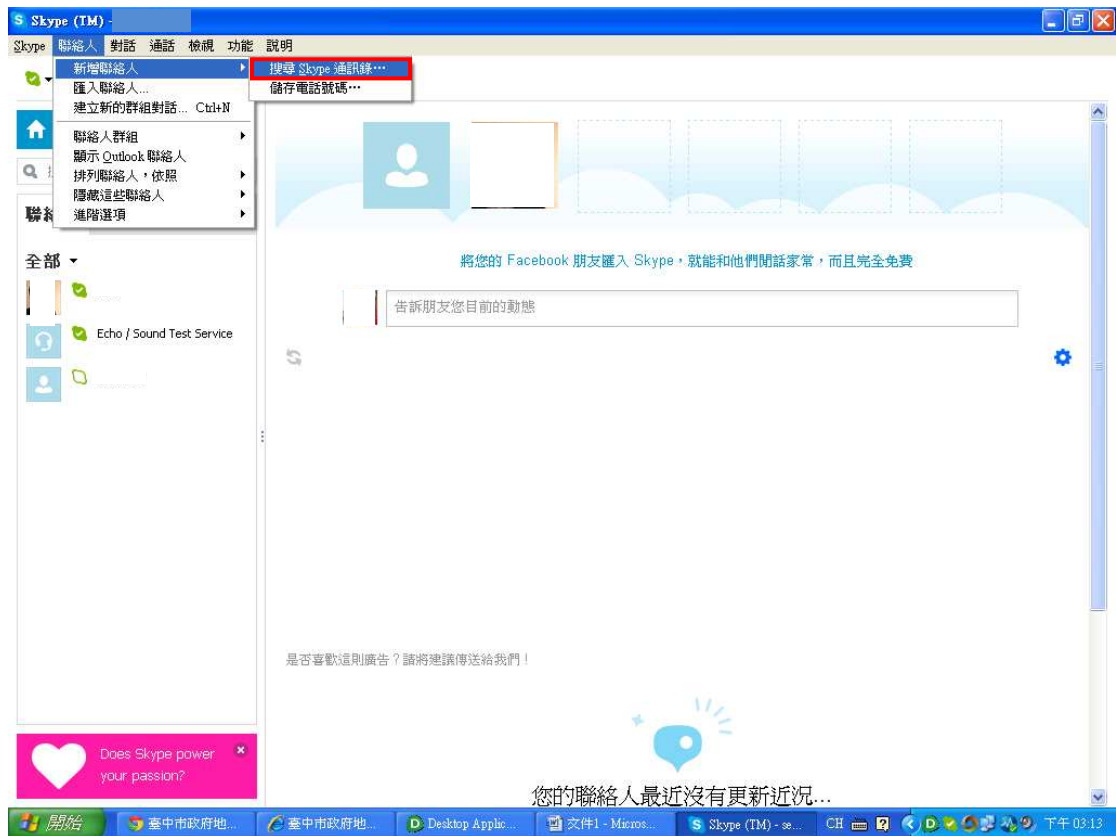 Skype (TM) -
Skype 聯絡人 對話 通話 檢視 功能 說明
新增聯絡人
搜尋 Skype 通訊錄...
匯入聯絡人...
儲存電話號碼...
建立新的群組對話... Ctrl+N
聯絡人群組
顯示 Outlook 聯絡人
排列聯絡人，依照
隱藏這些聯絡人
進階選項
全部
Echo / Sound Test Service
將您的 Facebook 朋友匯入 Skype，就能和他們閒話家常，而且完全免費
告訴朋友您目前的動態
是否喜歡這則廣告？請將建議傳送給我們！
Does Skype power
your passion?
您的聯絡人最近沒有更新近況...
開始 臺中市政府地... 臺中市政府地... Desktop Applic... 文件1 - Micros... Skype (TM) - se... CH 下午 03:13